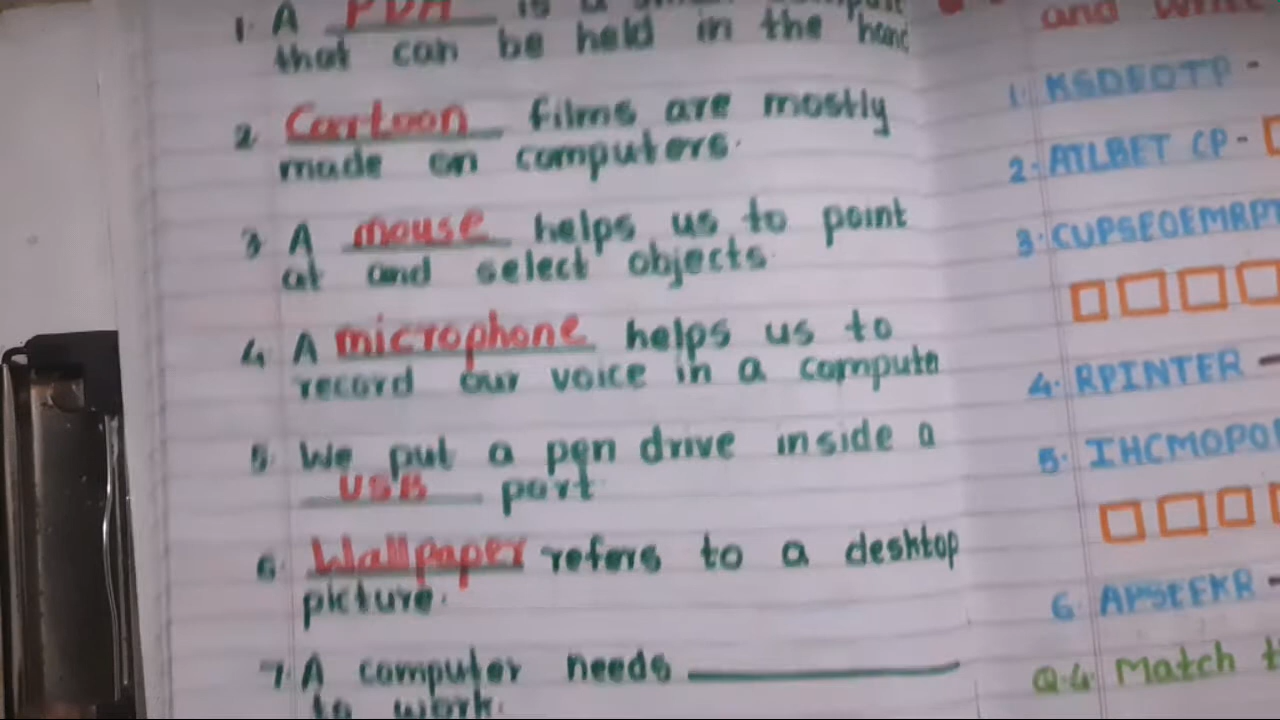 1. A PDA is a
that can be held in the hand
2. Cartoon films are mostly
made on computers.
3. A mouse helps us to point
at and select objects.
4. A microphone helps us to
record our voice in a compute
5. We put a pen drive inside a
USB port
6. Wallpaper refers to a desktop
picture.
7. A computer needs
to work.
and
1. KSDEOTP -
2. ATLBET CP -
3. CUPSEOEMRPT
4. RPINTER -
5. IHCMOPO
6. APSEEKR -
Q.4. Match